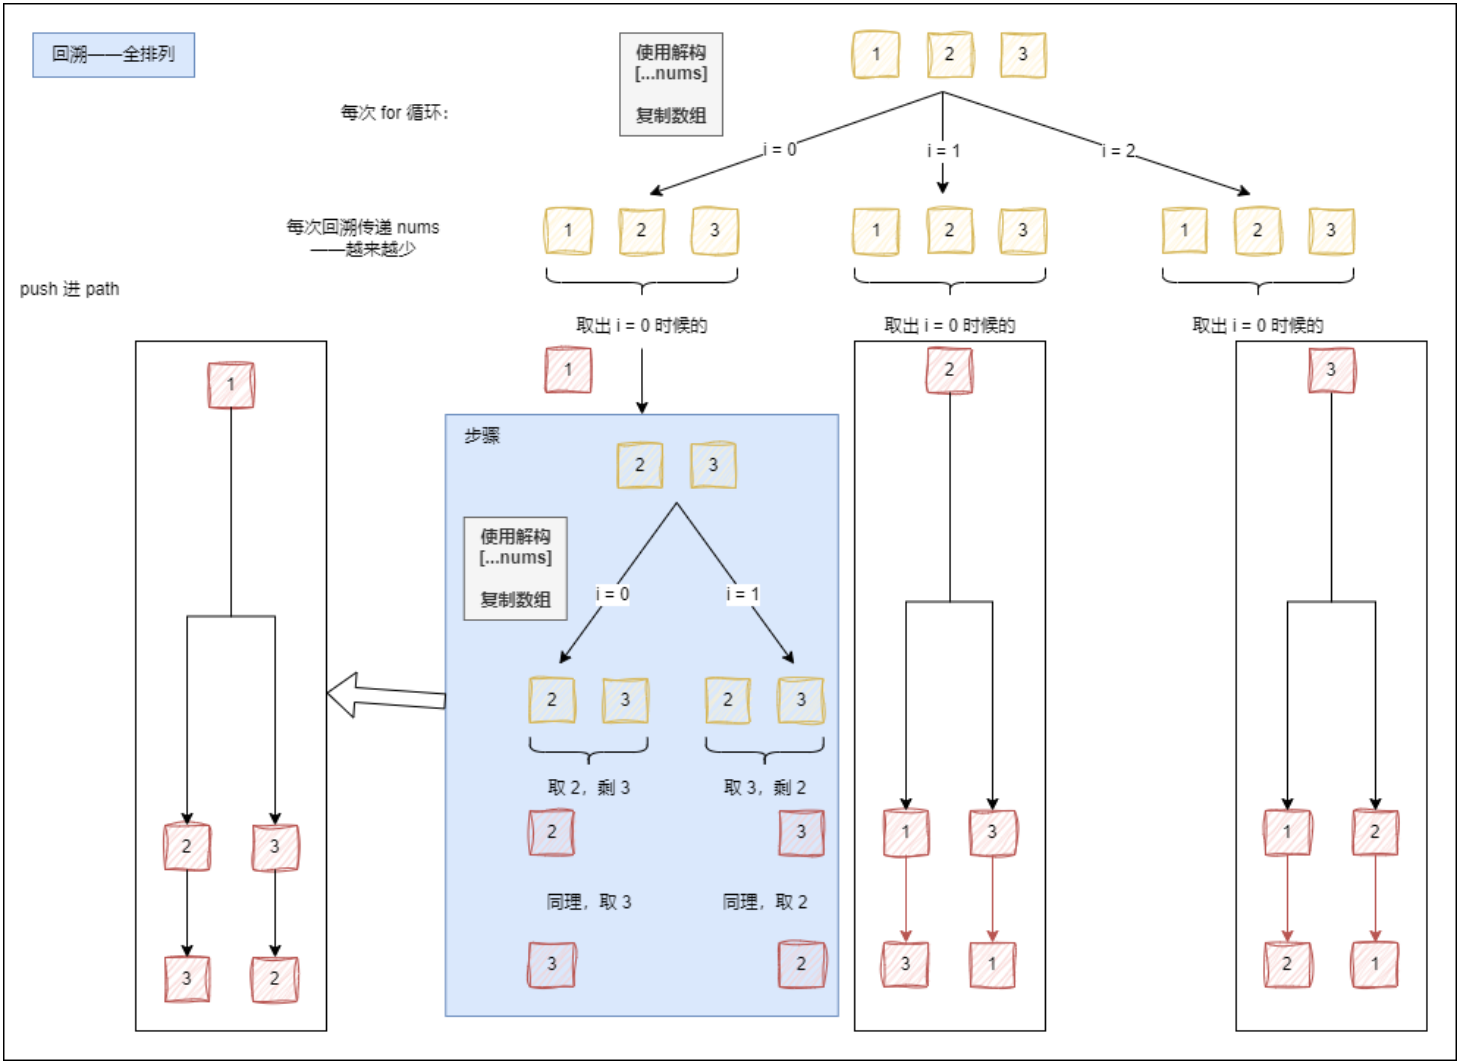 回溯——全排列
使用解构
[...nums]
复制数组
1 2 3
每次 for 循环：
i = 0
i = 1
i = 2
每次回溯传递 nums
——越来越少
1 2 3
1 2 3
1 2 3
push 进 path
取出 i = 0 时候的
取出 i = 0 时候的
取出 i = 0 时候的
1
1
2
3
步骤
2 3
使用解构
[...nums]
复制数组
i = 0
i = 1
2 3
2 3
取 2，剩 3
取 3，剩 2
2 3
2
3
1 3
1 2
同理，取 3
同理，取 2
3 2
3
2
3 1
2 1